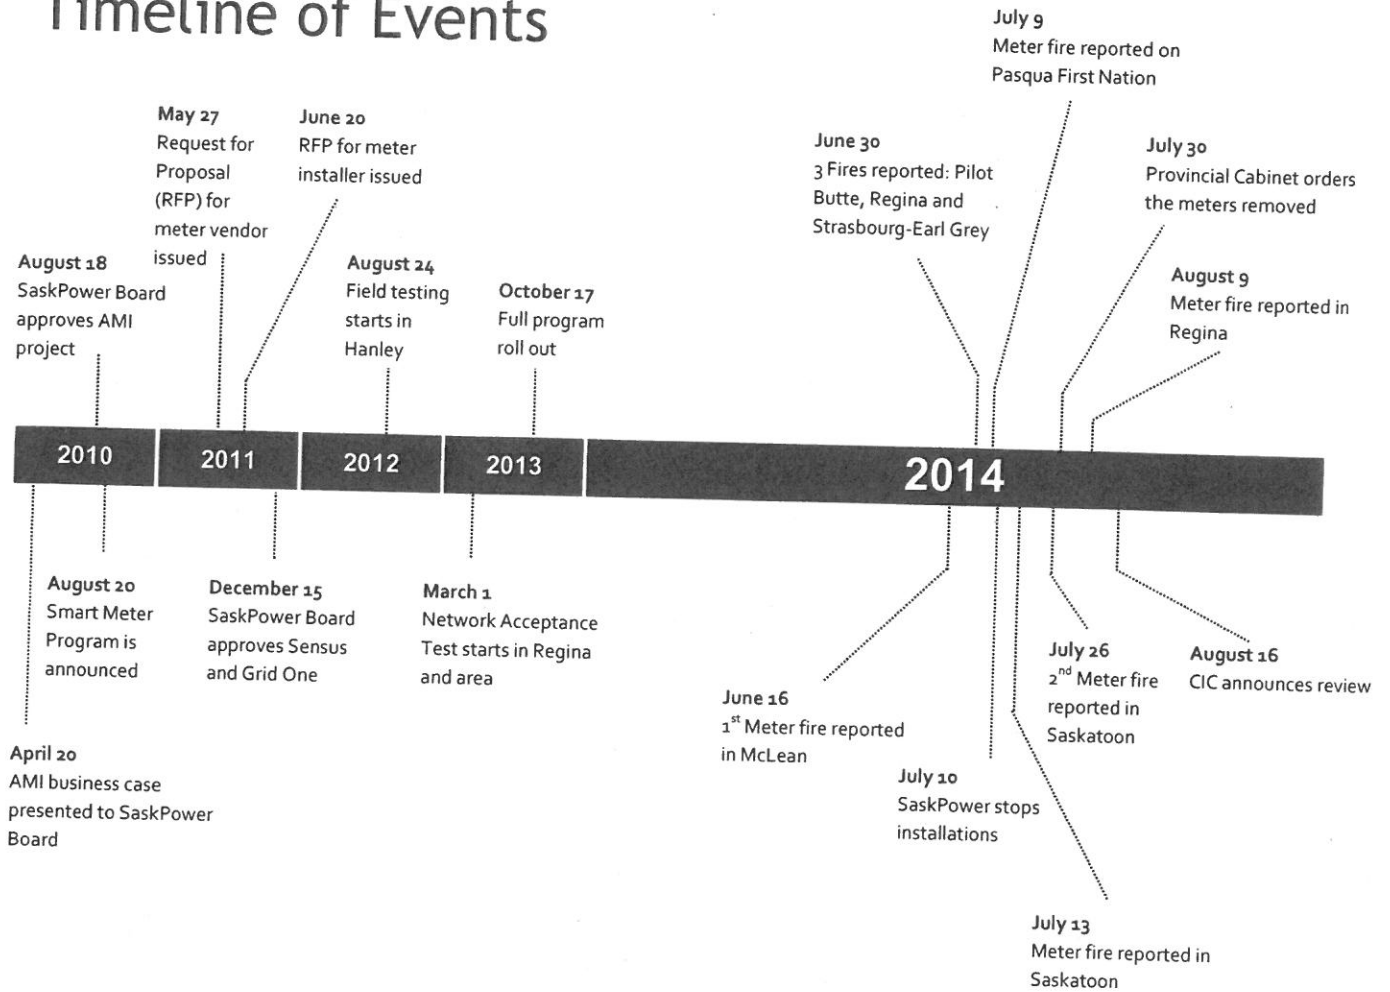 Timeline of Events
July 9
Meter fire reported on
Pasqua First Nation
May 27
Request for
Proposal
(RFP) for
meter vendor
issued
June 20
RFP for meter
installer issued
June 30
3 Fires reported: Pilot
Butte, Regina and
Strasbourg-Earl Grey
July 30
Provincial Cabinet orders
the meters removed
August 18
SaskPower Board
approves AMI
project
August 24
Field testing
starts in
Hanley
October 17
Full program
roll out
August 9
Meter fire reported in
Regina
2010
2011
2012
2013
2014
August 20
Smart Meter
Program is
announced
December 15
SaskPower Board
approves Sensus
and Grid One
March 1
Network Acceptance
Test starts in Regina
and area
June 16
1st Meter fire reported
in McLean
July 26
2nd Meter fire
reported in
Saskatoon
August 16
CIC announces review
April 20
AMI business case
presented to SaskPower
Board
July 10
SaskPower stops
installations
July 13
Meter fire reported in
Saskatoon